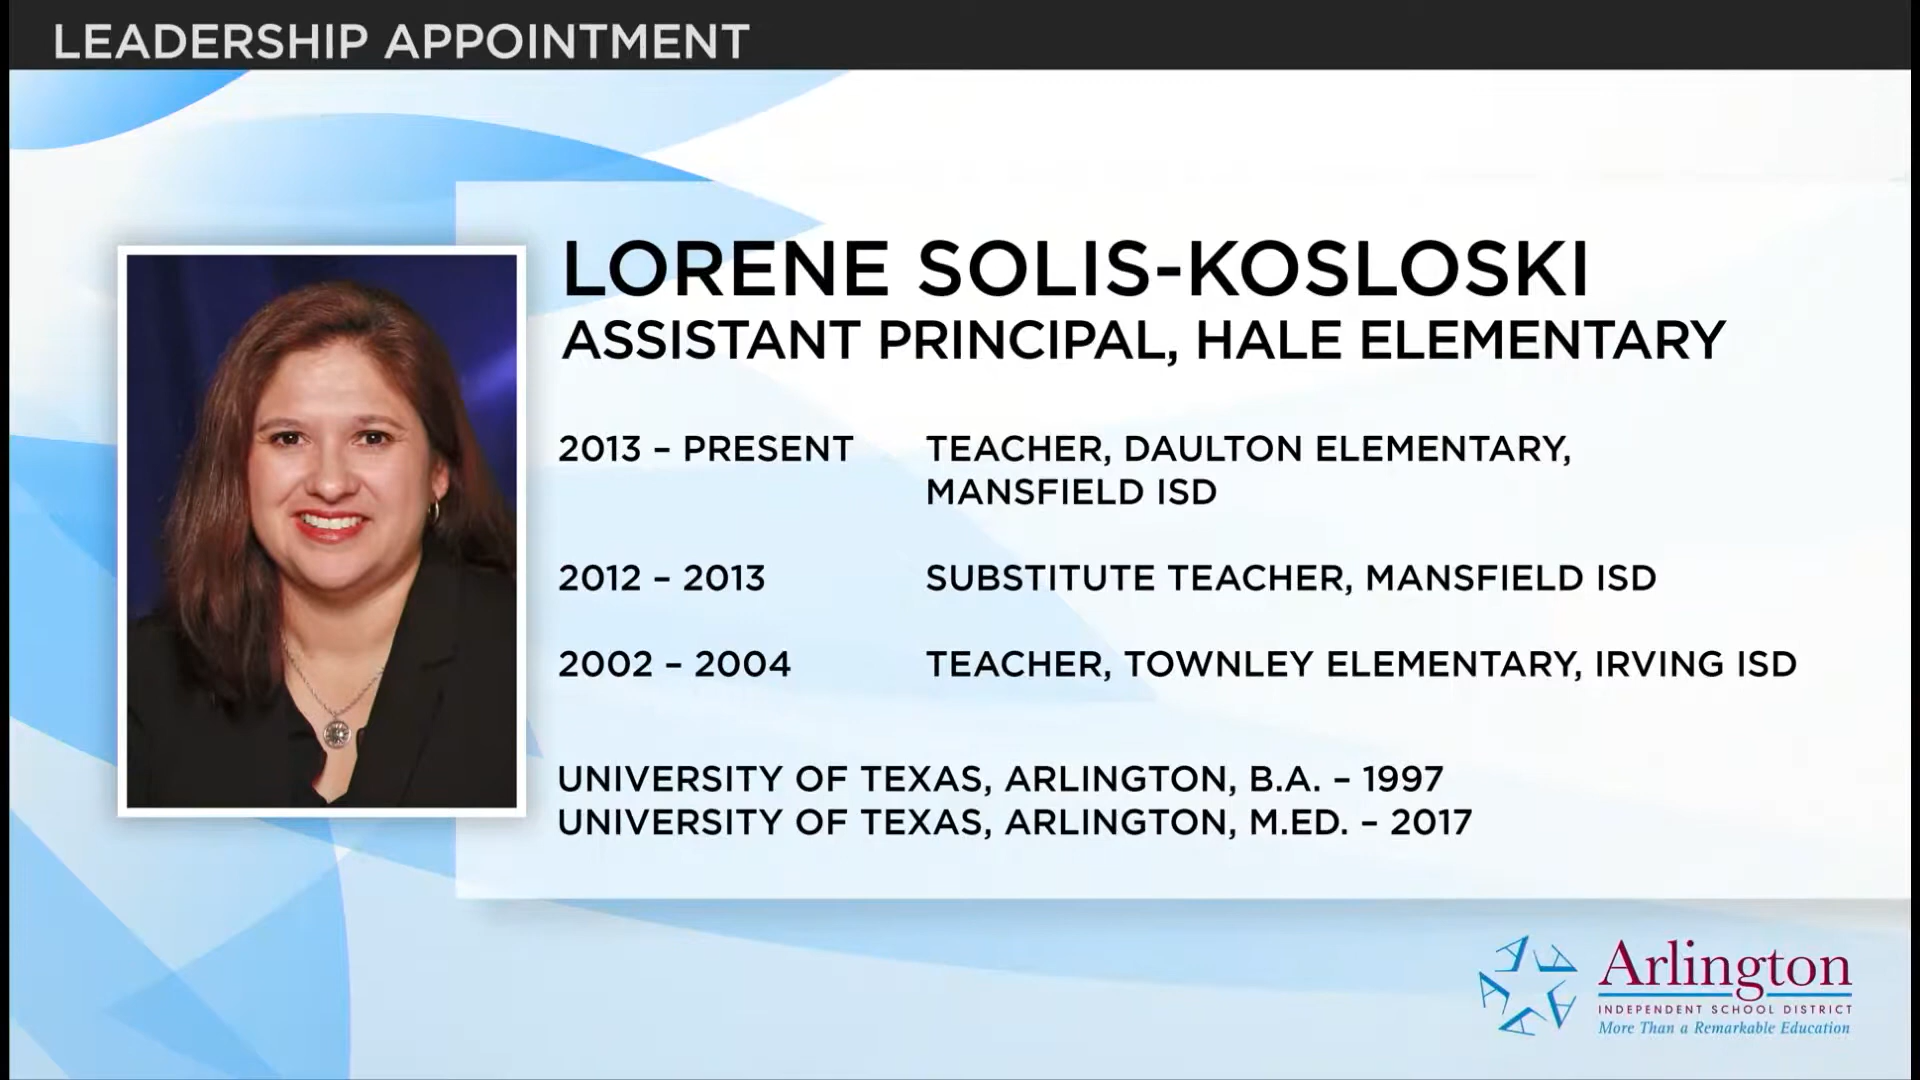 LEADERSHIP APPOINTMENT
LORENE SOLIS-KOSLOSKI
ASSISTANT PRINCIPAL, HALE ELEMENTARY
2013 – PRESENT TEACHER, DAULTON ELEMENTARY,
MANSFIELD ISD
2012 – 2013 SUBSTITUTE TEACHER, MANSFIELD ISD
2002 – 2004 TEACHER, TOWNLEY ELEMENTARY, IRVING ISD
UNIVERSITY OF TEXAS, ARLINGTON, B.A. – 1997
UNIVERSITY OF TEXAS, ARLINGTON, M.ED. – 2017
Arlington
INDEPENDENT SCHOOL DISTRICT
More Than a Remarkable Education